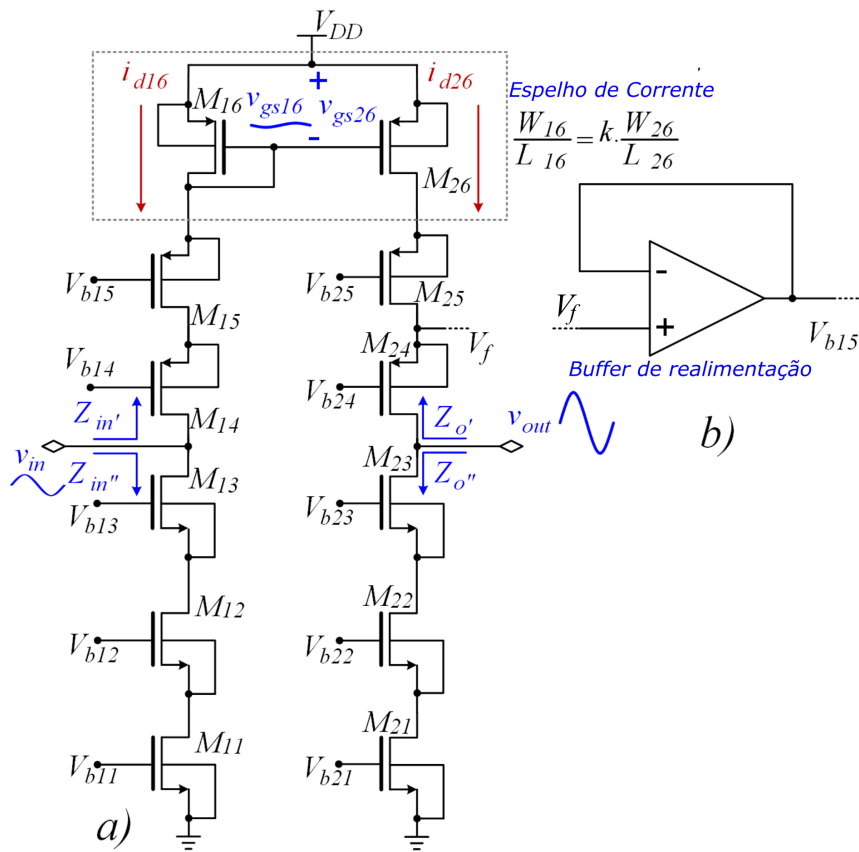 V_DD
i_d16
i_d26
M_16
v_gs16
+
-
v_gs26
M_26
Espelho de Corrente
W_16 / L_16 = k. W_26 / L_26
V_b15
M_15
V_b25
M_25
V_f
V_b14
M_14
Z_in'
V_b24
M_24
Z_o'
v_in
Z_in''
v_out
Z_o''
V_b13
M_13
V_b23
M_23
V_b12
M_12
V_b22
M_22
V_b11
M_11
V_b21
M_21
a)
-
V_f
+
V_b15
Buffer de realimentação
b)